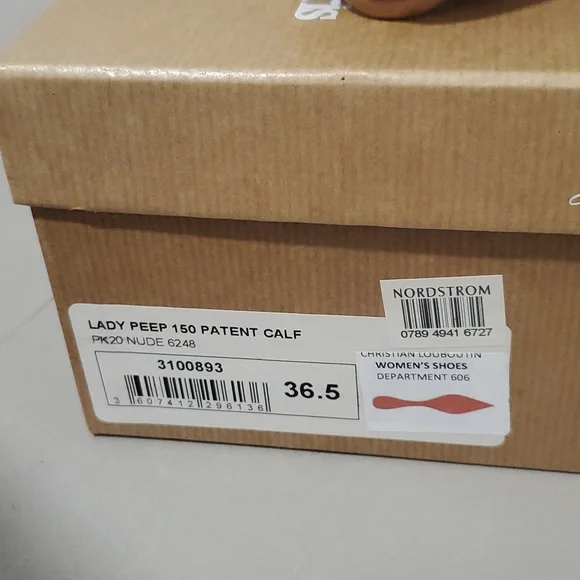 NORDSTROM
0789 4941 6727
LADY PEEP 150 PATENT CALF
PK20 NUDE 6248
3100893
3 607412 296136
36.5
CHRISTIAN LOUBOUTIN
WOMEN'S SHOES
DEPARTMENT 606